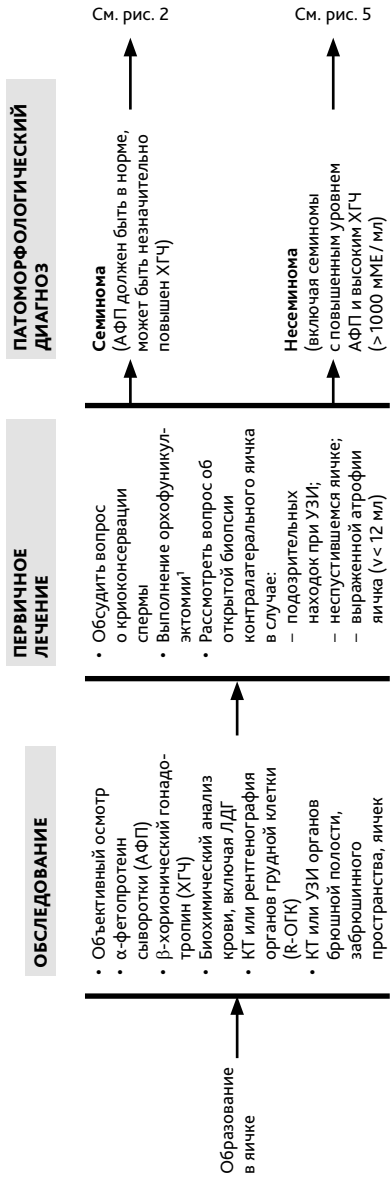 Образование
в яичке
ОБСЛЕДОВАНИЕ
• Объективный осмотр
• α-фетопротеин
сыворотки (АФП)
• β-хорионический гонадо-
тропин (ХГЧ)
• Биохимический анализ
крови, включая ЛДГ
• КТ или рентгенография
органов грудной клетки
(R-ОГК)
• КТ или УЗИ органов
брюшной полости,
забрюшинного
пространства, яичек
ПЕРВИЧНОЕ
ЛЕЧЕНИЕ
• Обсудить вопрос
о криоконсервации
спермы
• Выполнение орхофуникул-
эктомии¹
• Рассмотреть вопрос об
открытой биопсии
контралатерального яичка
в случае:
– подозрительных
находок при УЗИ;
– неспустившемся яичке;
– выраженной атрофии
яичка (v < 12 мл)
ПАТОМОРФОЛОГИЧЕСКИЙ
ДИАГНОЗ
Семинома
(АФП должен быть в норме,
может быть незначительно
повышен ХГЧ)
См. рис. 2
Несеминома
(включая семиномы
с повышенным уровнем
АФП и высоким ХГЧ
(> 1000 мМЕ / мл)
См. рис. 5